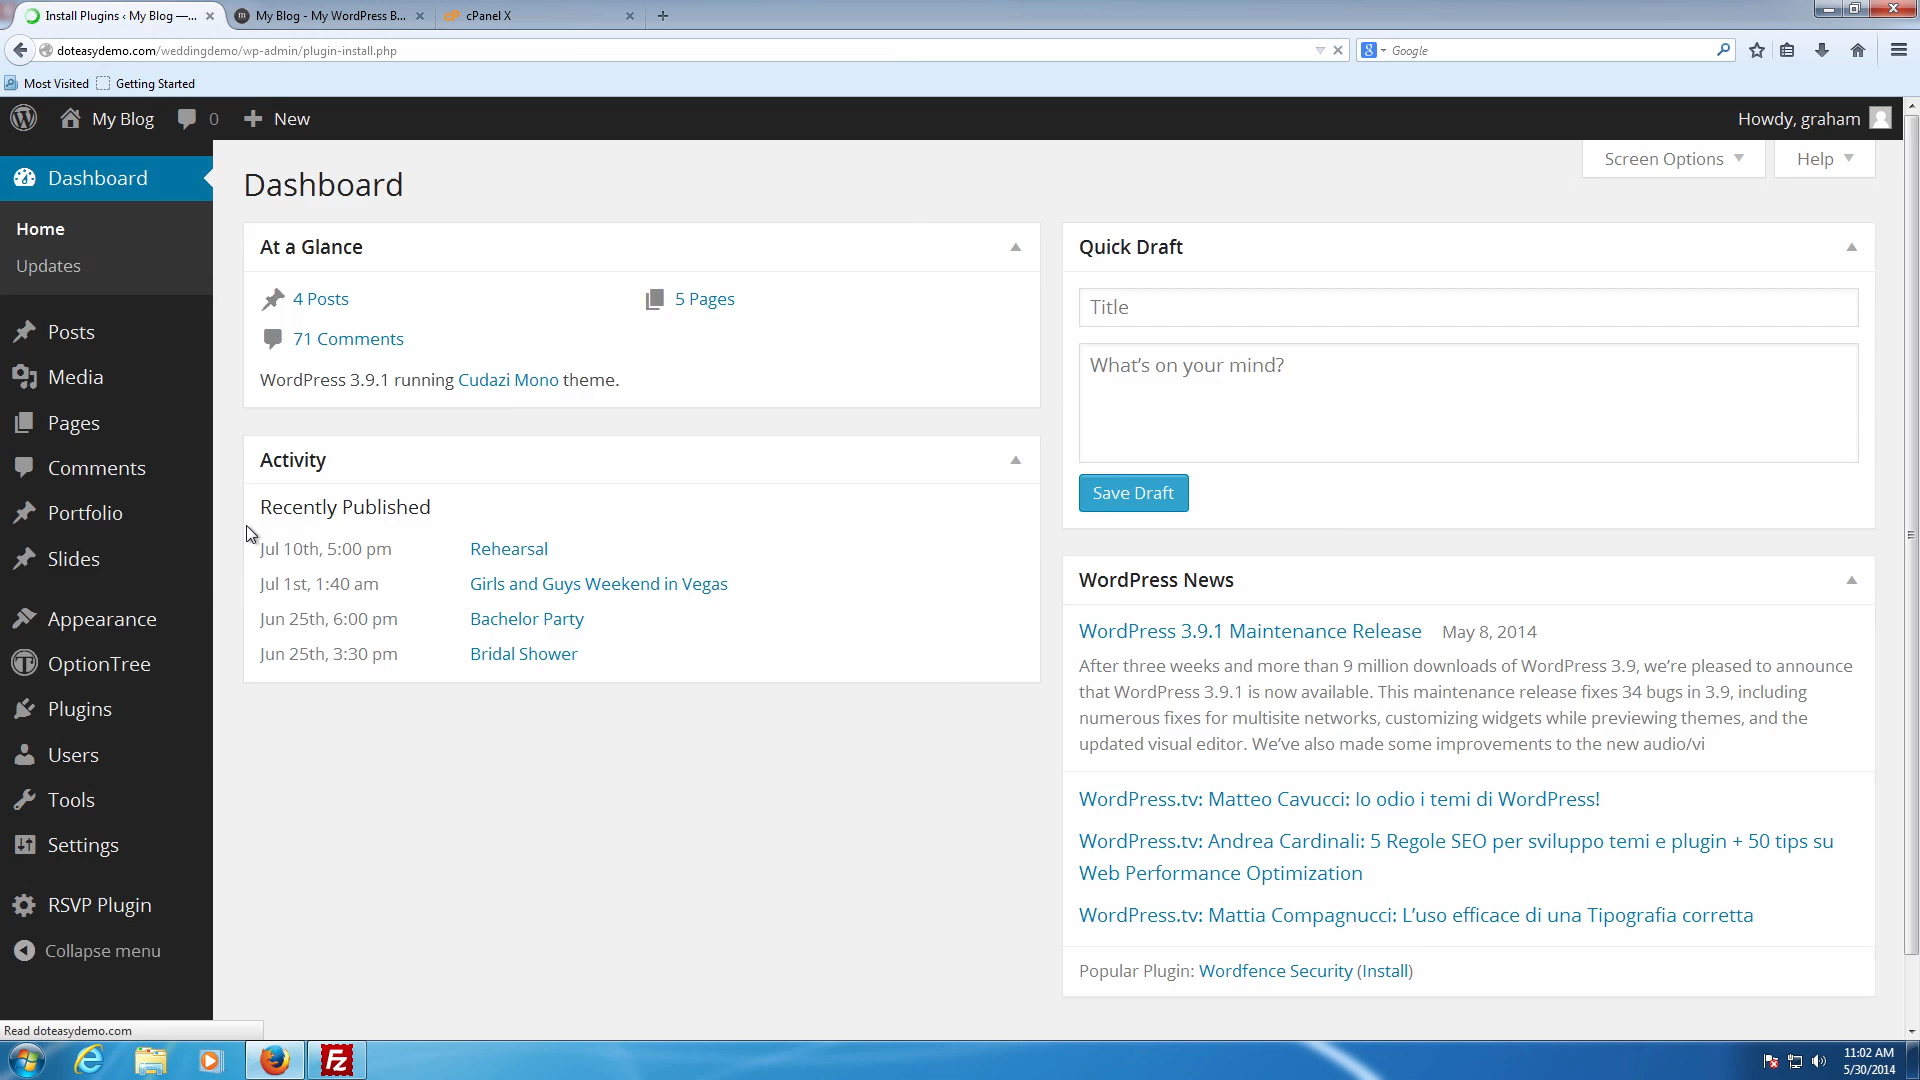 Install Plugins ‹ My Blog —...
My Blog - My WordPress B...
cPanel X
doteasydemo.com/weddingdemo/wp-admin/plugin-install.php
Google
Most Visited
Getting Started
My Blog
0
New
Howdy, graham
Screen Options
Help
Dashboard
Home
Updates
Posts
Media
Pages
Comments
Portfolio
Slides
Appearance
OptionTree
Plugins
Users
Tools
Settings
RSVP Plugin
Collapse menu
Dashboard
At a Glance
4 Posts
5 Pages
71 Comments
WordPress 3.9.1 running Cudazi Mono theme.
Activity
Recently Published
Jul 10th, 5:00 pm Rehearsal
Jul 1st, 1:40 am Girls and Guys Weekend in Vegas
Jun 25th, 6:00 pm Bachelor Party
Jun 25th, 3:30 pm Bridal Shower
Quick Draft
Title
What's on your mind?
Save Draft
WordPress News
WordPress 3.9.1 Maintenance Release May 8, 2014
After three weeks and more than 9 million downloads of WordPress 3.9, we're pleased to announce
that WordPress 3.9.1 is now available. This maintenance release fixes 34 bugs in 3.9, including
numerous fixes for multisite networks, customizing widgets while previewing themes, and the
updated visual editor. We've also made some improvements to the new audio/vi
WordPress.tv: Matteo Cavucci: Io odio i temi di WordPress!
WordPress.tv: Andrea Cardinali: 5 Regole SEO per sviluppo temi e plugin + 50 tips su
Web Performance Optimization
WordPress.tv: Mattia Compagnucci: L'uso efficace di una Tipografia corretta
Popular Plugin: Wordfence Security (Install)
Read doteasydemo.com
11:02 AM
5/30/2014